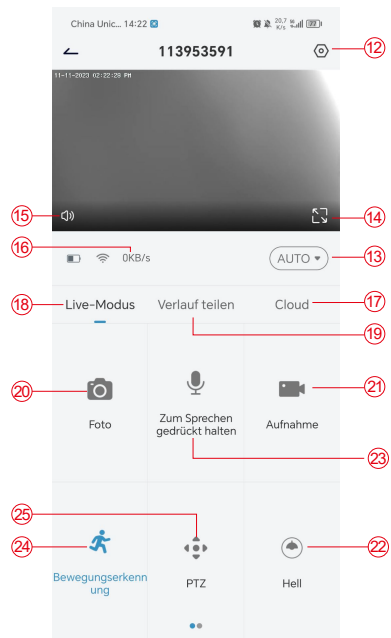 China Unic... 14:22
20,7 K/s 22
113953591
12
11-11-2023 02:22:28 PM
15
14
16
0KB/s
AUTO
13
18
Live-Modus
Verlauf teilen
Cloud
17
19
20
21
Foto
Zum Sprechen
gedrückt halten
Aufnahme
23
25
24
22
Bewegungserkenn
ung
PTZ
Hell